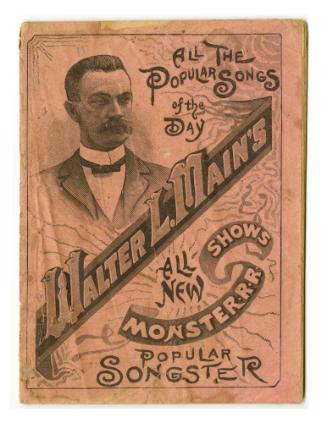 ALL THE
POPULAR SONGS
of the
DAY
WALTER L. MAIN'S
ALL
NEW
MONSTER R.R.
SHOWS
POPULAR
SONGSTER